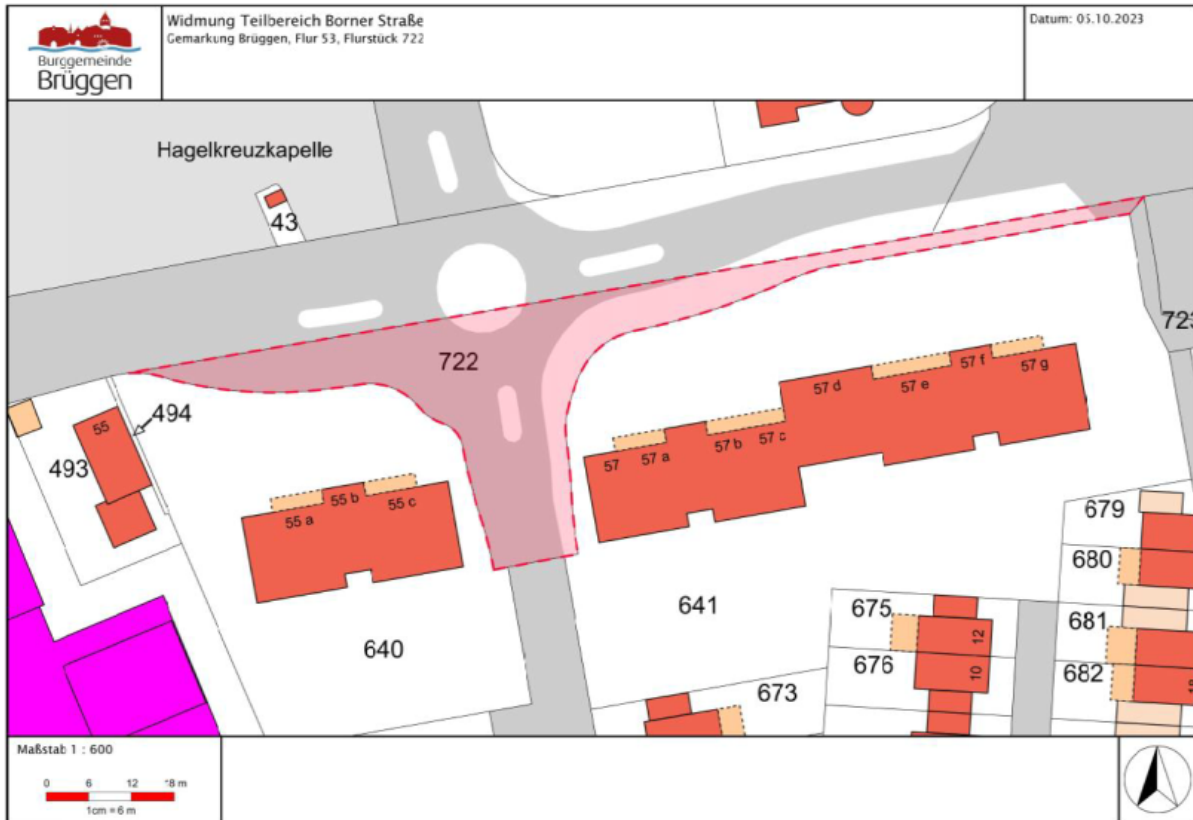 Burggemeinde
Brüggen
Widmung Teilbereich Borner Straße
Gemarkung Brüggen, Flur 53, Flurstück 722
Datum: 05.10.2023
Hagelkreuzkapelle
43
722
723
494
55
493
55 a
55 b
55 c
57
57 a
57 b
57 c
57 d
57 e
57 f
57 g
679
680
681
682
675
676
12
10
640
641
673
Maßstab 1 : 600
0 6 12 18 m
1cm = 6 m